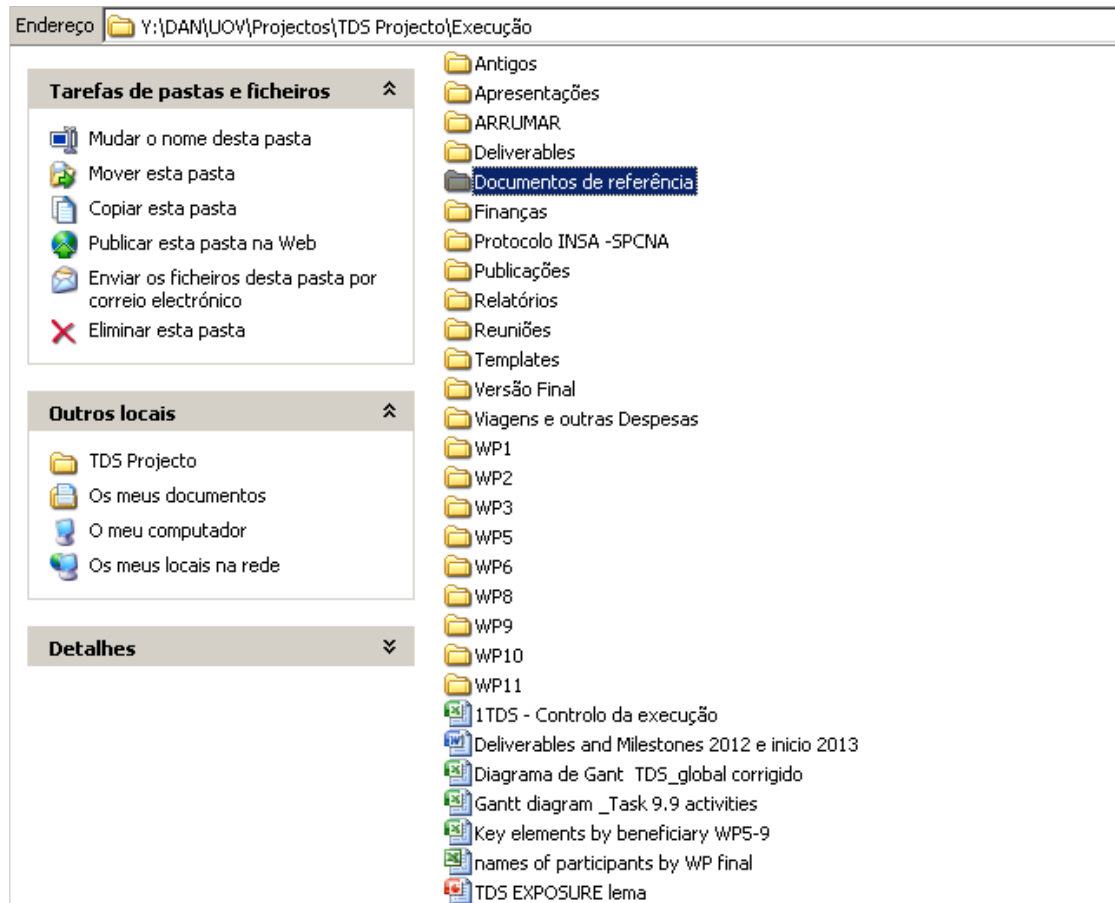 Endereço Y:\DAN\UOV\Projectos\TDS Projecto\Execução
Tarefas de pastas e ficheiros
Mudar o nome desta pasta
Mover esta pasta
Copiar esta pasta
Publicar esta pasta na Web
Enviar os ficheiros desta pasta por
correio electrónico
Eliminar esta pasta
Outros locais
TDS Projecto
Os meus documentos
O meu computador
Os meus locais na rede
Detalhes
Antigos
Apresentações
ARRUMAR
Deliverables
Documentos de referência
Finanças
Protocolo INSA -SPCNA
Publicações
Relatórios
Reuniões
Templates
Versão Final
Viagens e outras Despesas
WP1
WP2
WP3
WP5
WP6
WP8
WP9
WP10
WP11
1TDS - Controlo da execução
Deliverables and Milestones 2012 e inicio 2013
Diagrama de Gant  TDS_global corrigido
Gantt diagram _Task 9.9 activities
Key elements by beneficiary WP5-9
names of participants by WP final
TDS EXPOSURE lema